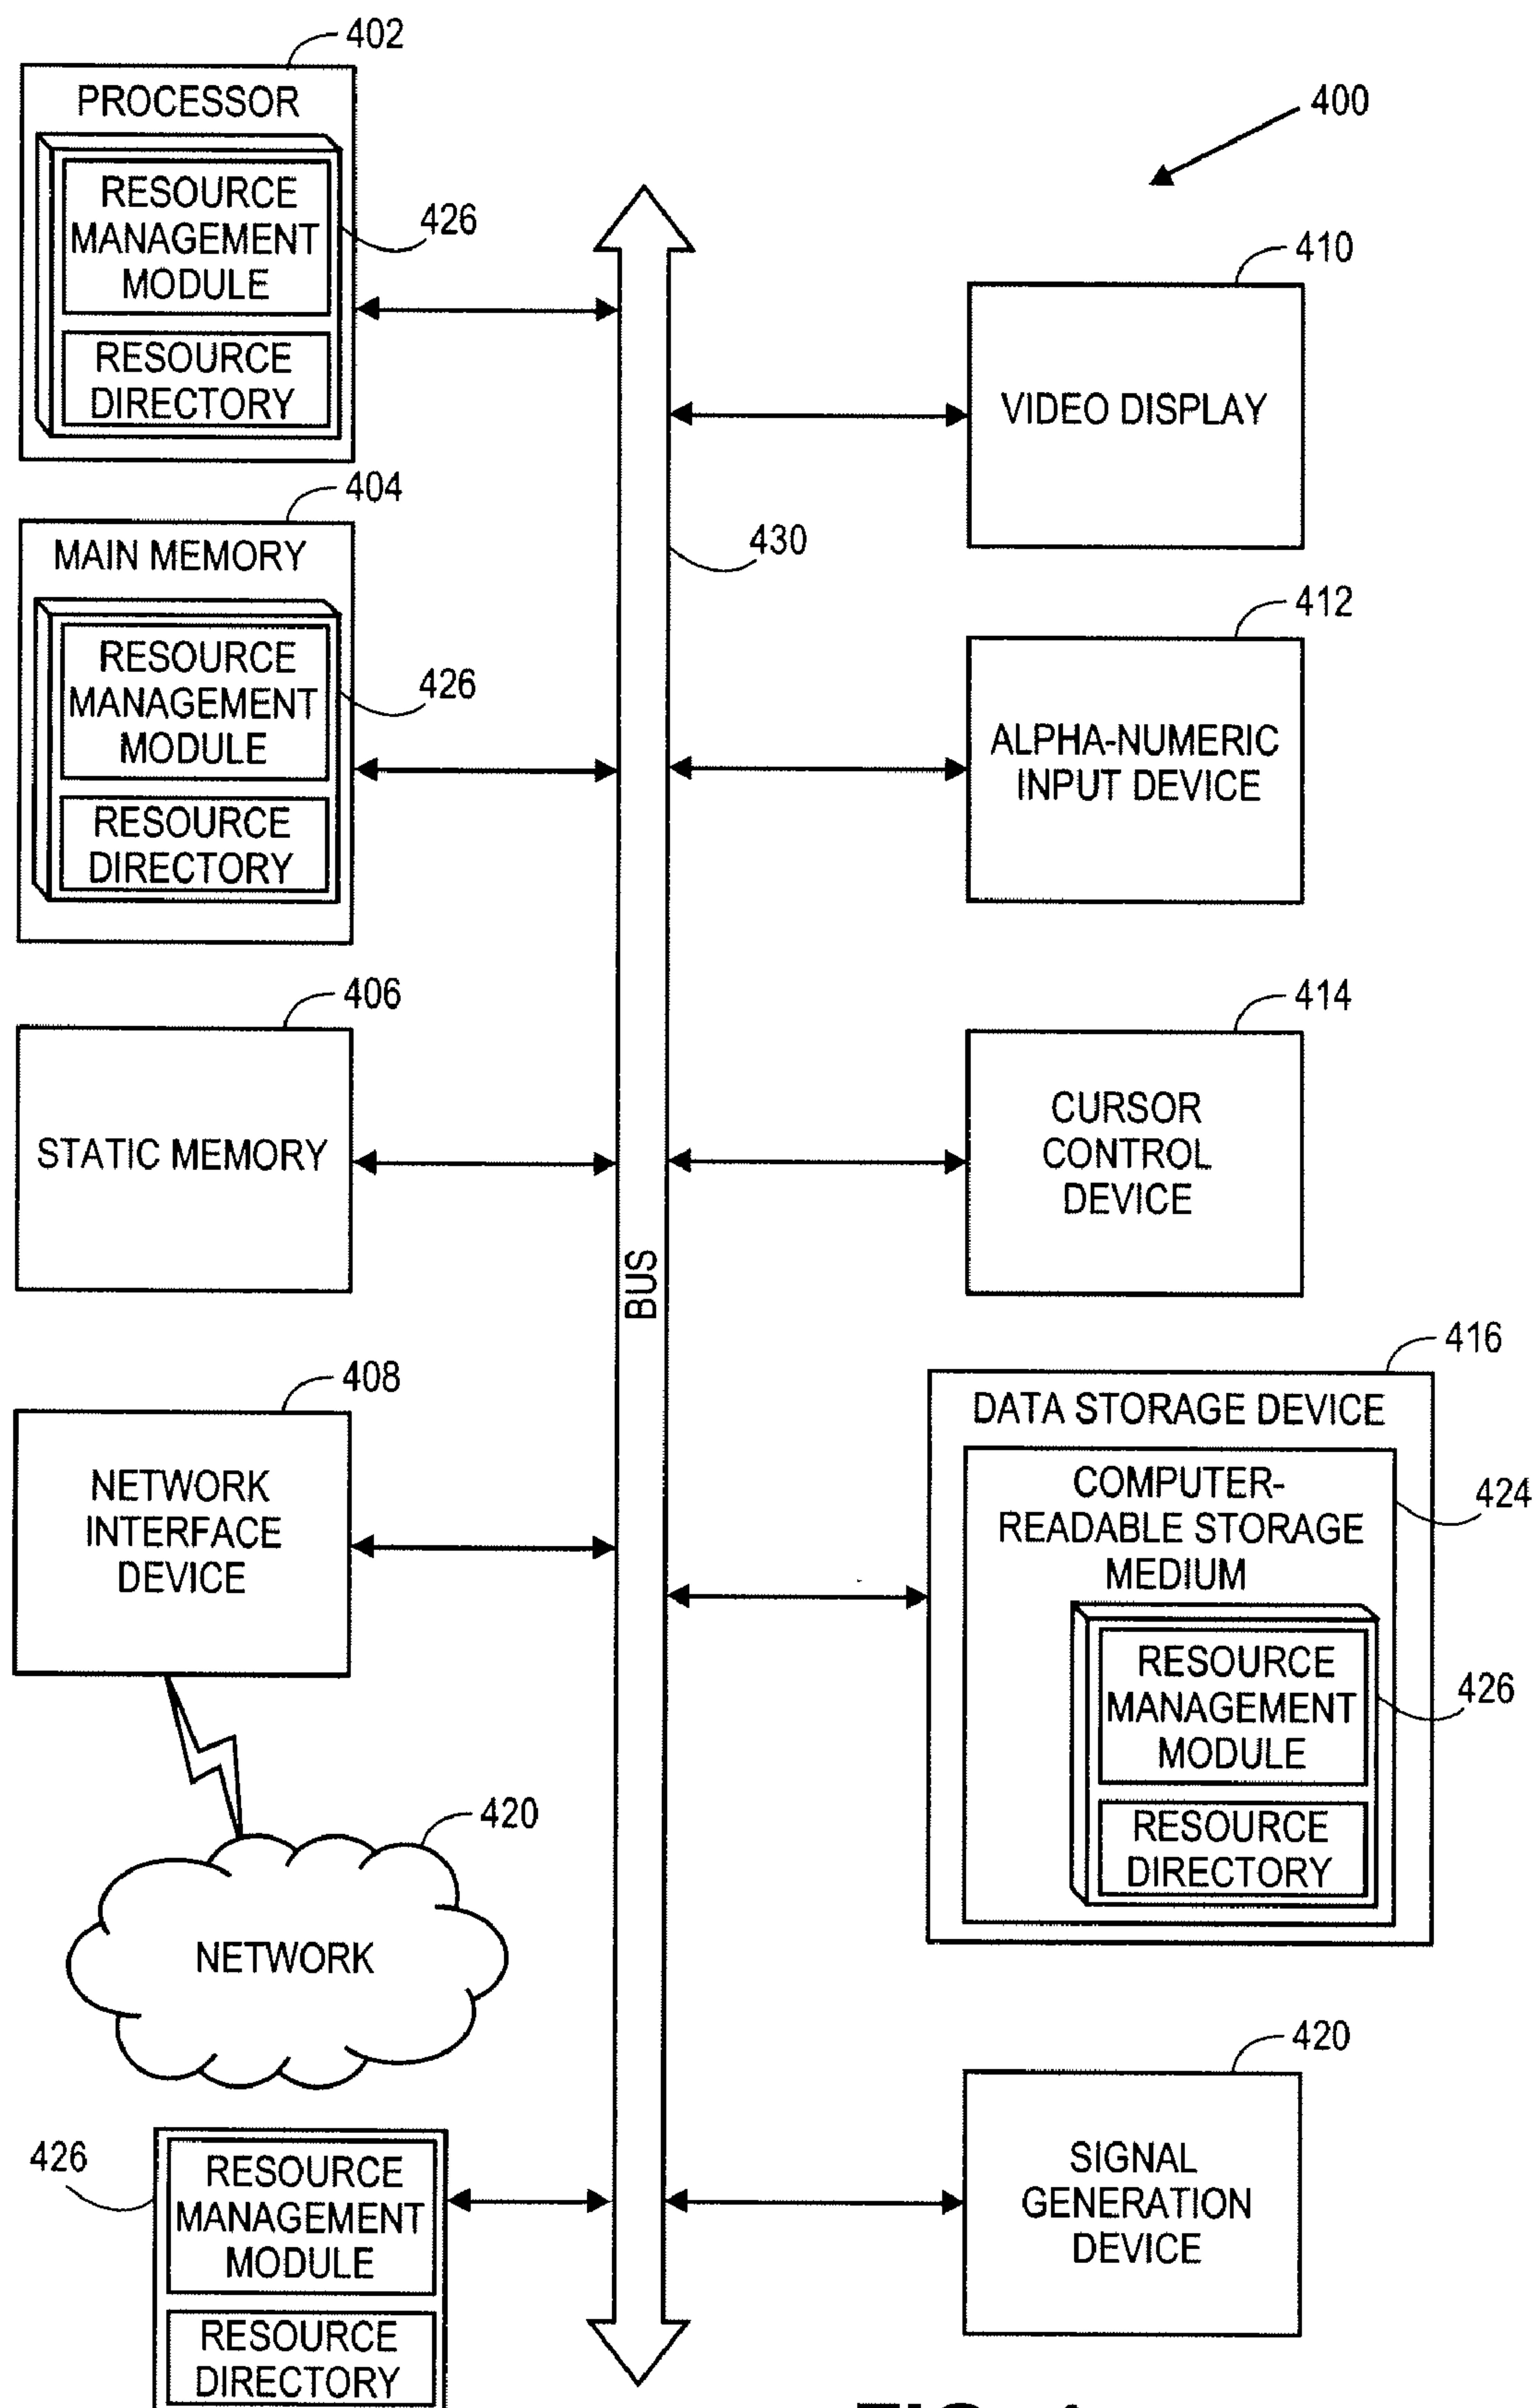 402
PROCESSOR
RESOURCE
MANAGEMENT
MODULE
426
RESOURCE
DIRECTORY
404
MAIN MEMORY
RESOURCE
MANAGEMENT
MODULE
426
RESOURCE
DIRECTORY
406
STATIC MEMORY
408
NETWORK
INTERFACE
DEVICE
420
NETWORK
426
RESOURCE
MANAGEMENT
MODULE
RESOURCE
DIRECTORY
430
BUS
400
410
VIDEO DISPLAY
412
ALPHA-NUMERIC
INPUT DEVICE
414
CURSOR
CONTROL
DEVICE
416
DATA STORAGE DEVICE
424
COMPUTER-
READABLE STORAGE
MEDIUM
RESOURCE
MANAGEMENT
MODULE
426
RESOURCE
DIRECTORY
420
SIGNAL
GENERATION
DEVICE